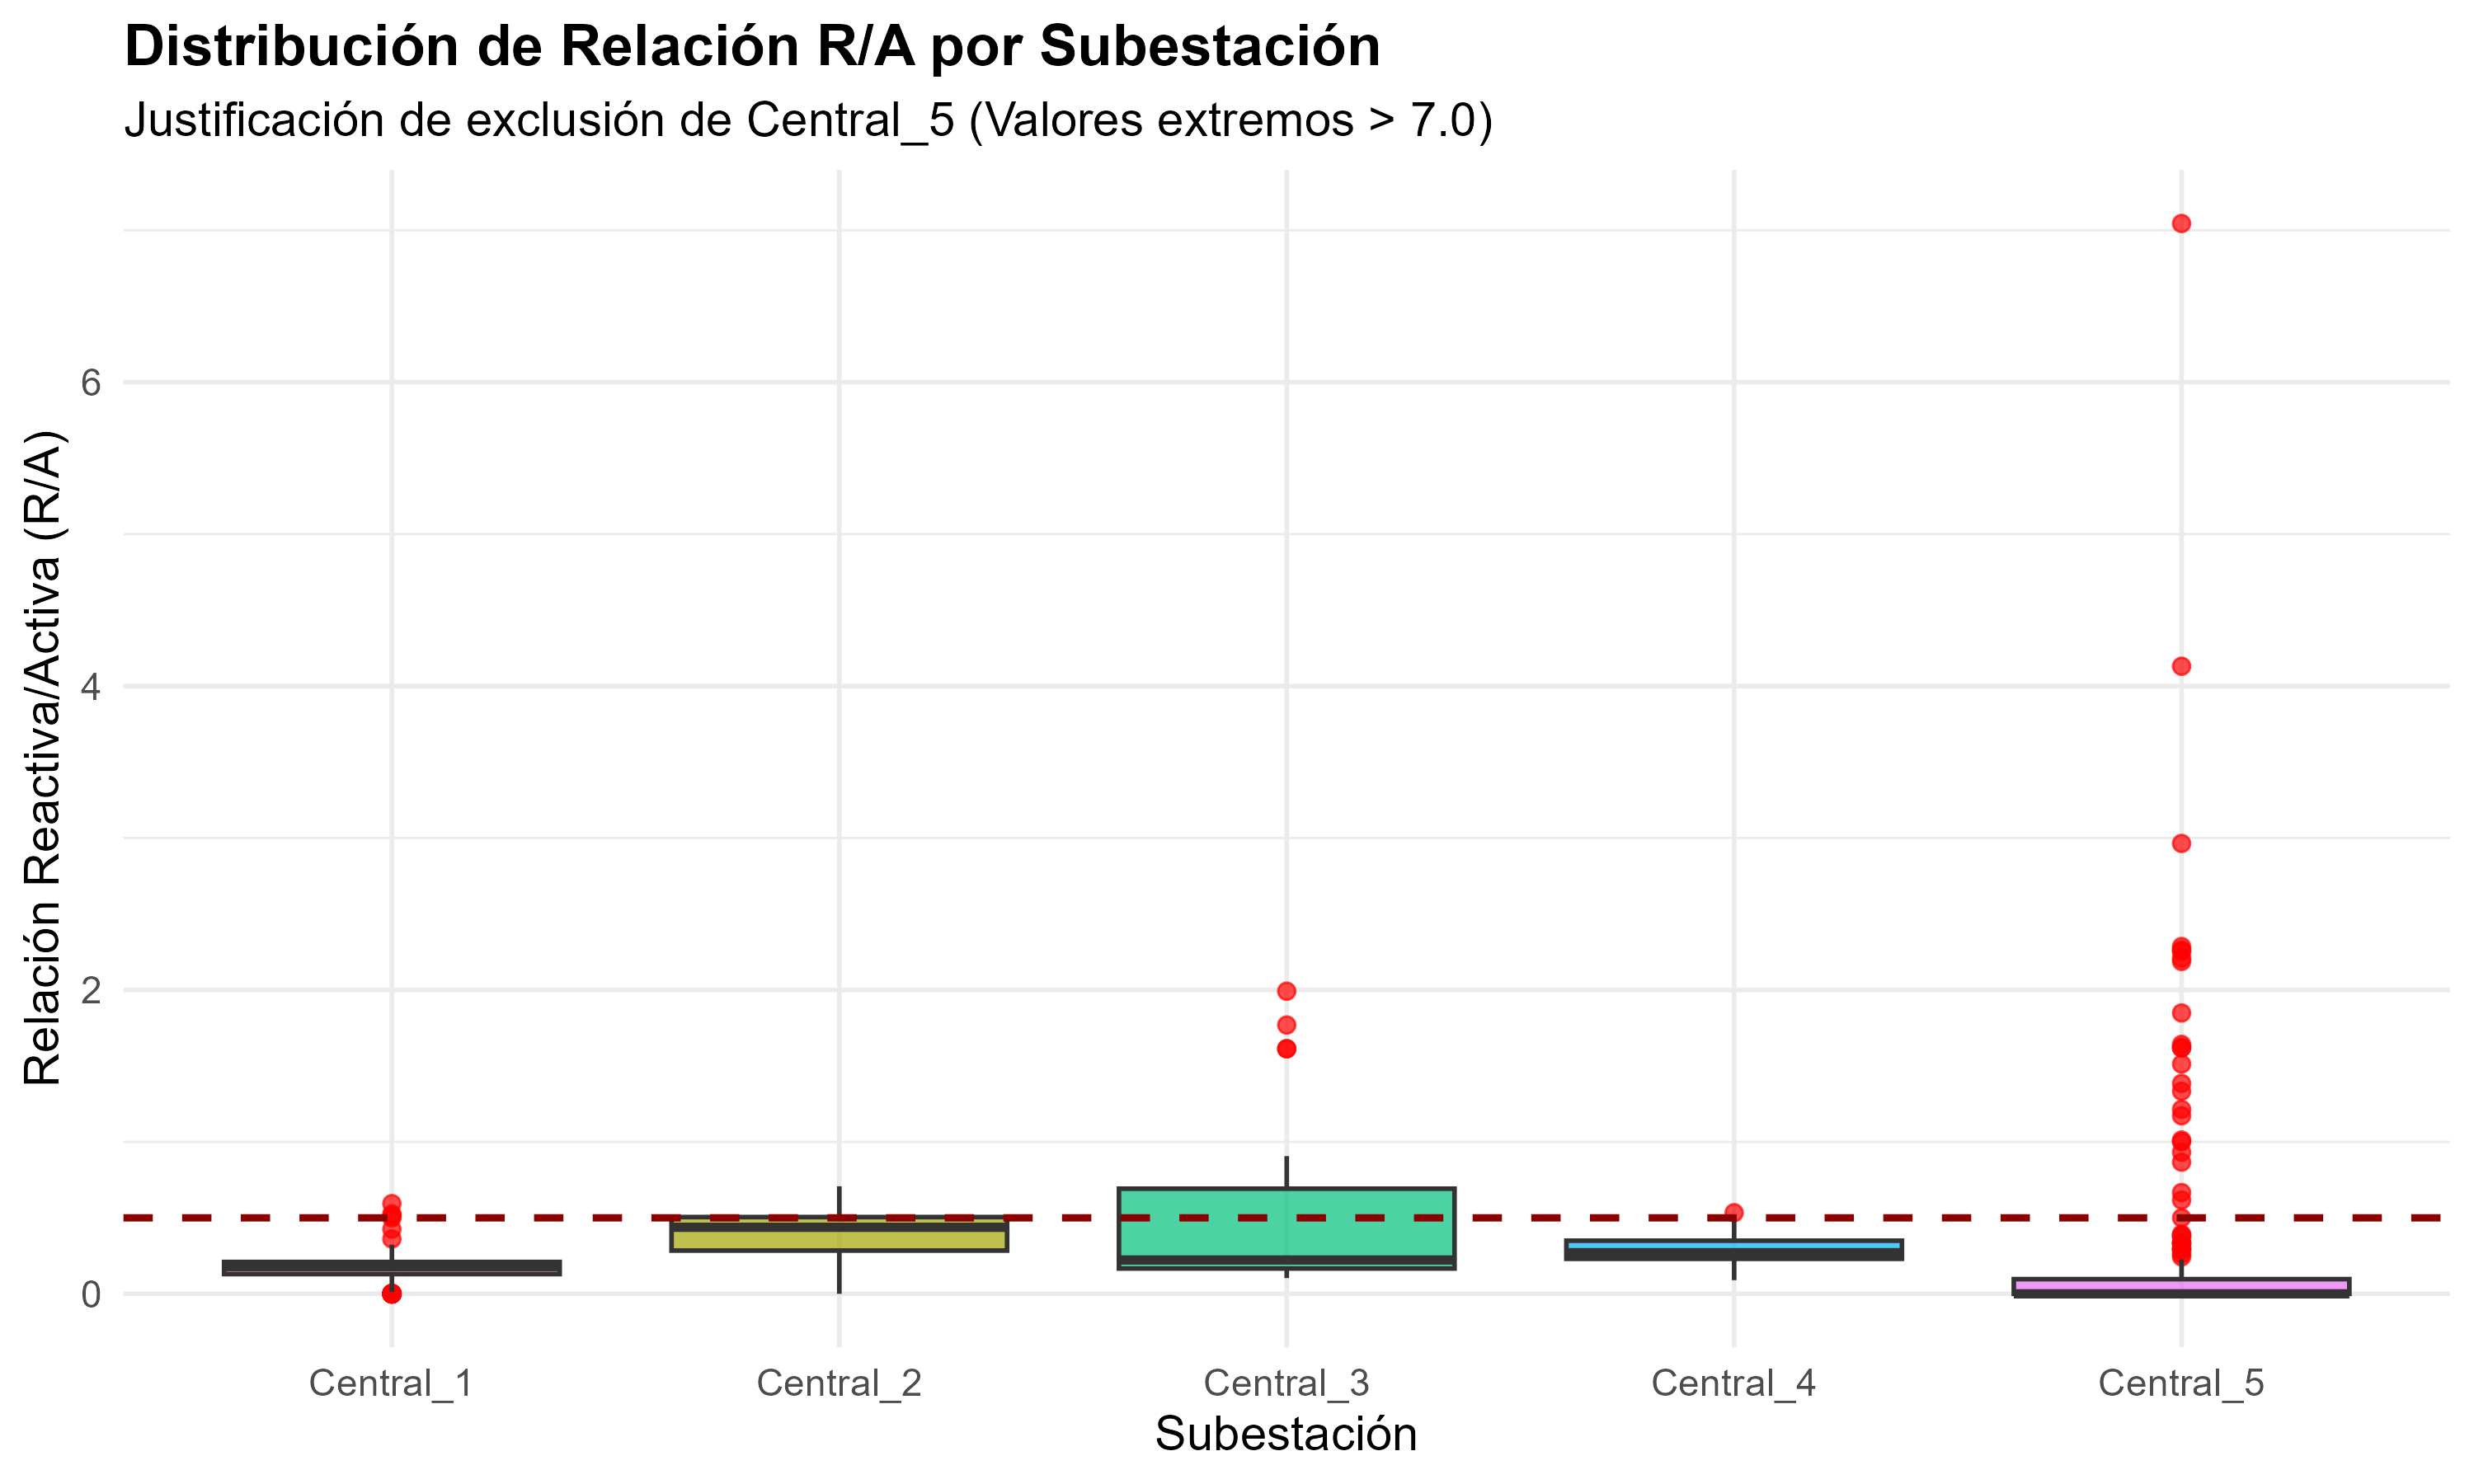 Distribución de Relación R/A por Subestación
Justificación de exclusión de Central_5 (Valores extremos > 7.0)
Relación Reactiva/Activa (R/A)
6
4
2
0
Central_1 Central_2 Central_3 Central_4 Central_5
Subestación